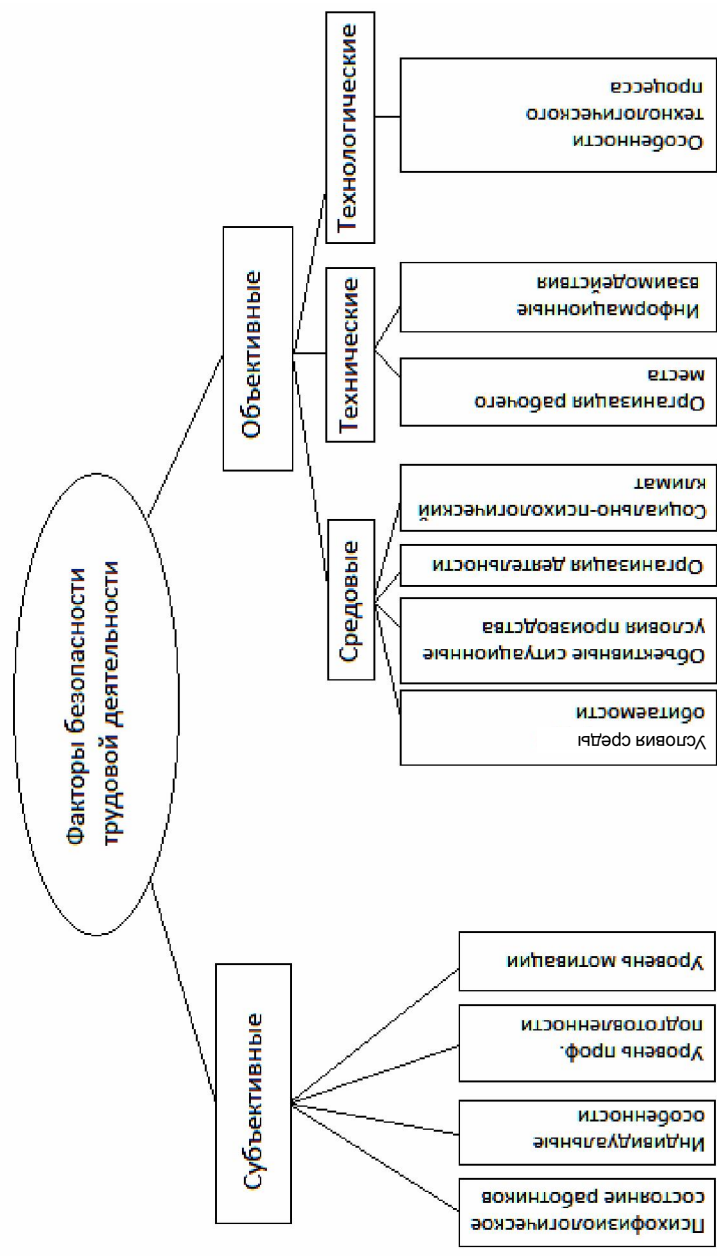 Факторы безопасности
трудовой деятельности
Субъективные
Объективные
Психофизиологическое
состояние работников
Индивидуальные
особенности
Уровень проф.
подготовленности
Уровень мотивации
Средовые
Технические
Технологические
Условия среды
обитаемости
Объективные ситуационные
условия производства
Организация деятельности
Социально-психологический
климат
Организация рабочего
места
Информационные
взаимодействия
Особенности
технологического
процесса